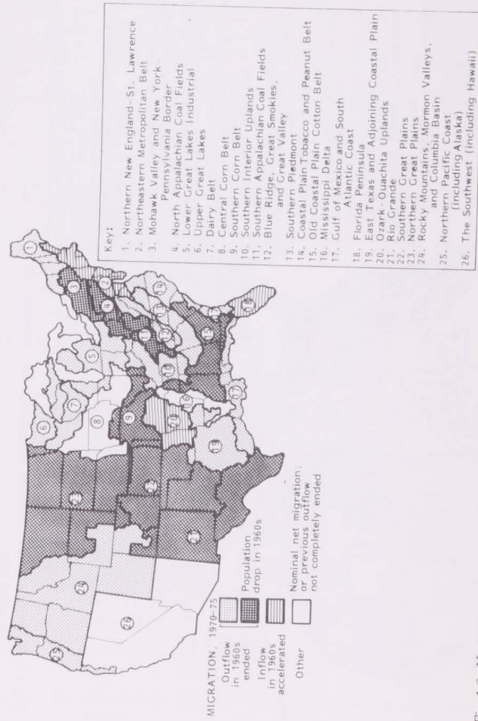 Key:
1. Northern New England-St. Lawrence
2. Northeastern Metropolitan Belt
3. Mohawk Valley and New York-
Pennsylvania Border
4. North Appalachian Coal Fields
5. Lower Great Lakes Industrial
6. Upper Great Lakes
7. Dairy Belt
8. Central Corn Belt
9. Southern Corn Belt
10. Southern Interior Uplands
11. Southern Appalachian Coal Fields
12. Blue Ridge, Great Smokies,
and Great Valley
13. Southern Piedmont
14. Coastal Plain Tobacco and Peanut Belt
15. Old Coastal Plain Cotton Belt
16. Mississippi Delta
17. Gulf of Mexico and South
Atlantic Coast
18. Florida Peninsula
19. East Texas and Adjoining Coastal Plain
20. Ozark-Ouachita Uplands
21. Rio Grande
22. Southern Great Plains
23. Northern Great Plains
24. Rocky Mountains, Mormon Valleys,
and Columbia Basin
25. Northern Pacific Coast
(including Alaska)
26. The Southwest (including Hawaii)
MIGRATION, 1970-75
Outflow
in 1960s
ended
Population
drop in 1960s
Inflow
in 1960s
accelerated
Other
Nominal net migration;
or previous outflow
not completely ended